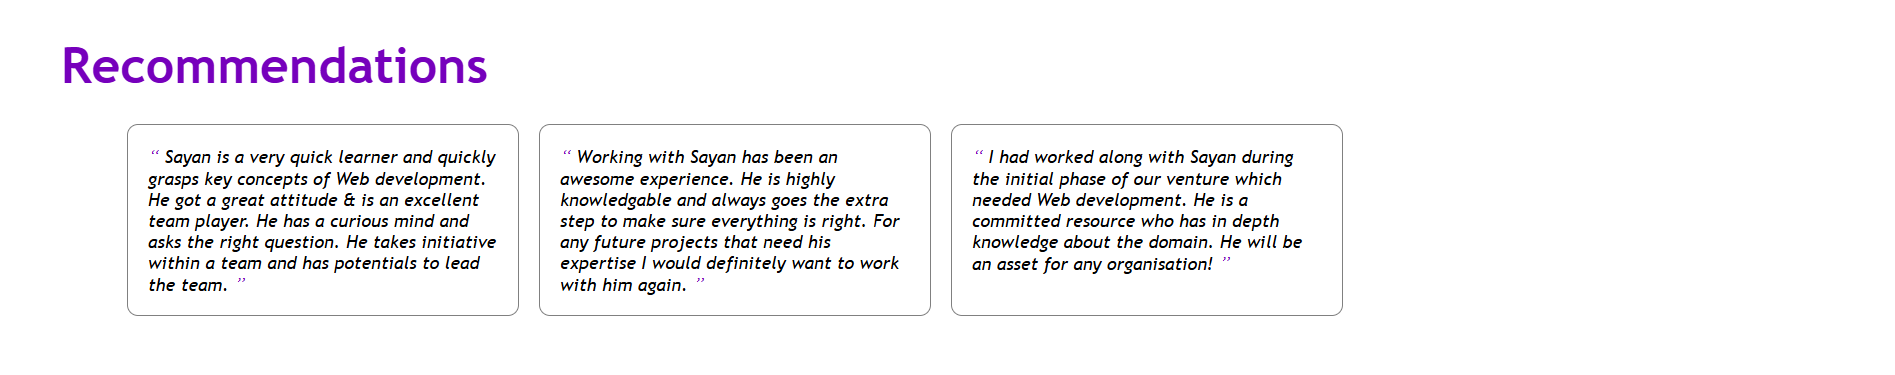 Recommendations
“ Sayan is a very quick learner and quickly
grasps key concepts of Web development.
He got a great attitude & is an excellent
team player. He has a curious mind and
asks the right question. He takes initiative
within a team and has potentials to lead
the team. ”
“ Working with Sayan has been an
awesome experience. He is highly
knowledgable and always goes the extra
step to make sure everything is right. For
any future projects that need his
expertise I would definitely want to work
with him again. ”
“ I had worked along with Sayan during
the initial phase of our venture which
needed Web development. He is a
committed resource who has in depth
knowledge about the domain. He will be
an asset for any organisation! ”